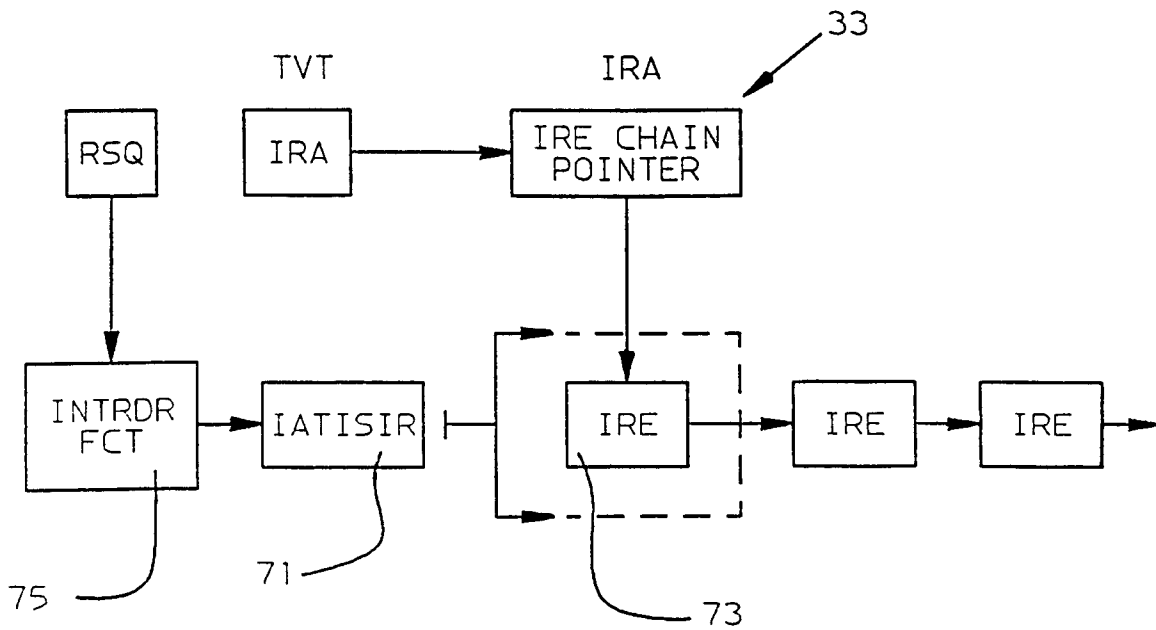 33
TVT
IRA
RSQ
IRA
IRE CHAIN
POINTER
INTRDR
FCT
IATISIR
IRE
IRE
IRE
75
71
73